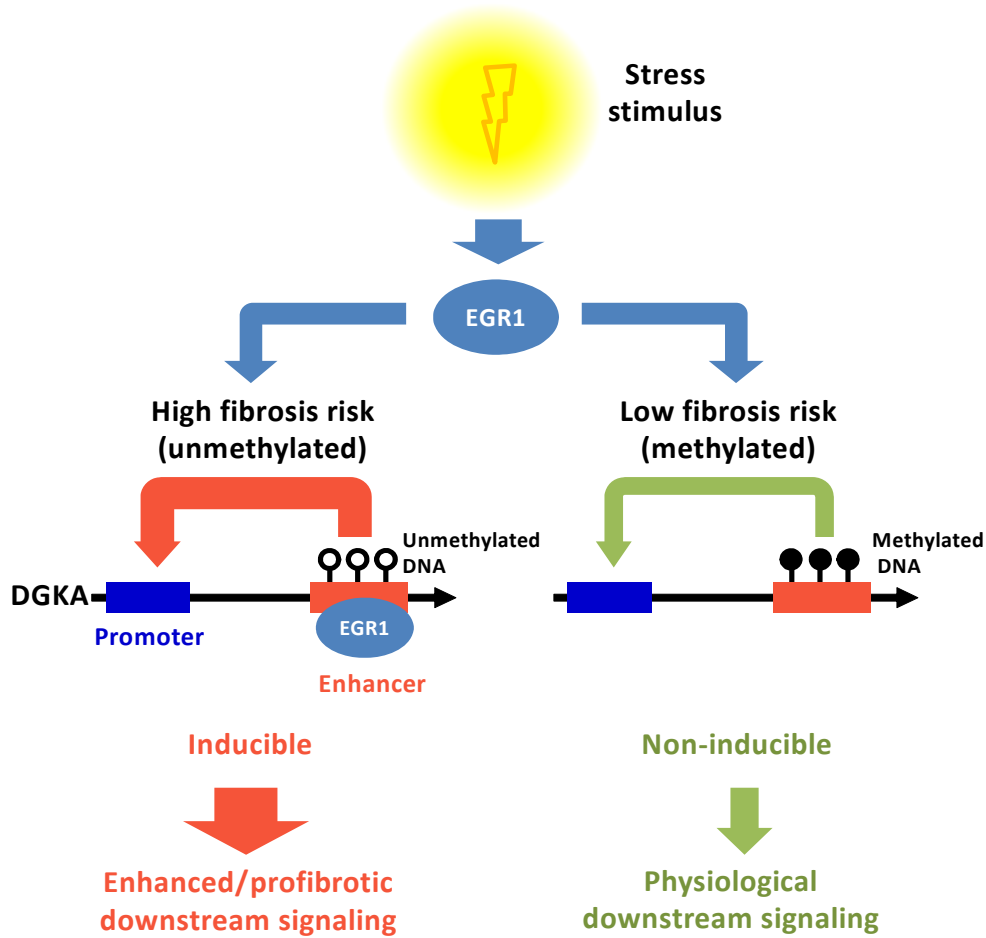 Stress
stimulus
EGR1
High fibrosis risk
(unmethylated)
Low fibrosis risk
(methylated)
Unmethylated
DNA
Methylated
DNA
DGKA
Promoter
EGR1
Enhancer
Inducible
Non-inducible
Enhanced/profibrotic
downstream signaling
Physiological
downstream signaling